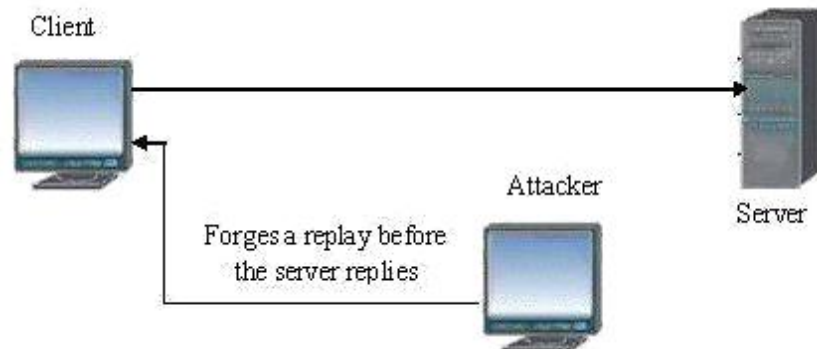 Client
Attacker
Server
Forges a replay before
the server replies